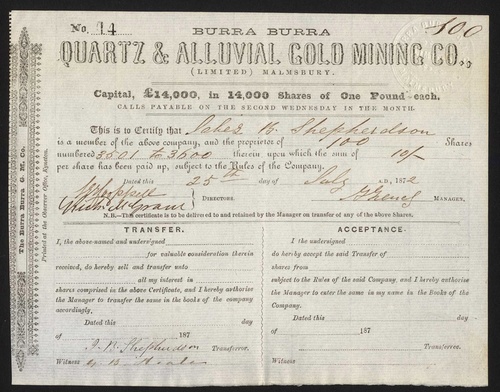 No. 14
100
BURRA BURRA
QUARTZ & ALLUVIAL GOLD MINING CO.,
(LIMITED) MALMSBURY.
Capital, £14,000, in 14,000 Shares of One Pound each.
CALLS PAYABLE ON THE SECOND WEDNESDAY IN THE MONTH.
This is to Certify that Jabez B. Shepherdson
is a member of the above company, and the proprietor of 100 Shares
numbered 3501 to 3600 therein upon which the sum of 10/-
per share has been paid up, subject to the Rules of the Company.
Dated this 25th day of July A.D., 1872
DIRECTORS.
MANAGER,
N.B.—This certificate is to be delivered to and retained by the Manager on transfer of any of the above Shares.
The Burra Burra G. M. Co.
Printed at the Observer Office, Kyneton.
TRANSFER.
I, the above-named and undersigned
for valuable consideration therein
received, do hereby sell and transfer unto
all my interest in
shares comprised in the above Certificate, and I hereby authorise
the Manager to transfer the same in the books of the company
accordingly.
Dated this day
of 187
J. B. Shepherdson Transferror.
Witness
ACCEPTANCE.
I the undersigned
do hereby accept the said Transfer of
shares from
subject to the Rules of the said Company, and I hereby authorise
the Manager to enter the same in my name in the Books of the
Company.
Dated this day
of 187
Transferree.
Witness